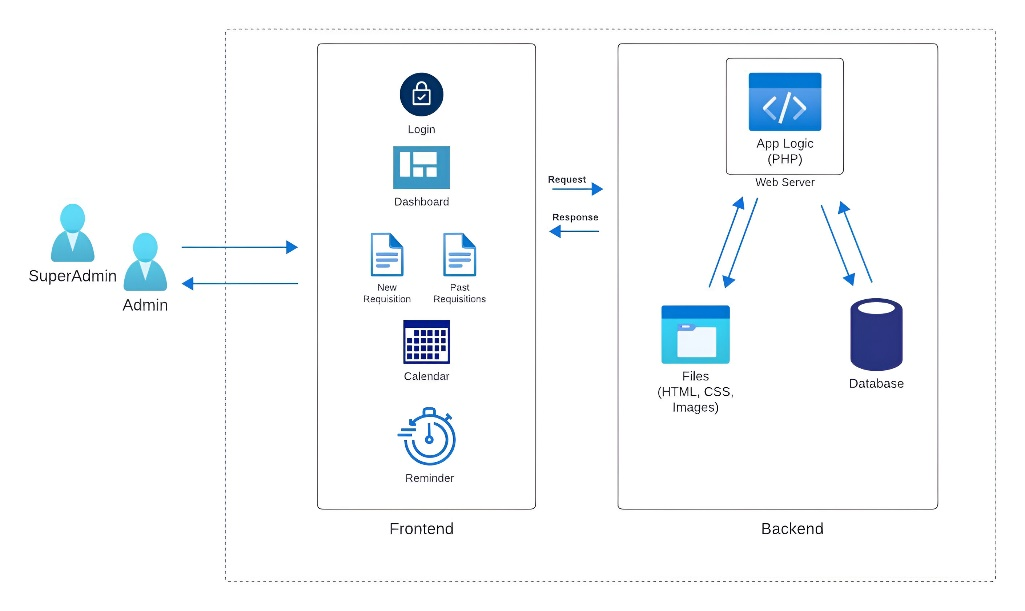 SuperAdmin
Admin
Login
Dashboard
New
Requisition
Past
Requisitions
Calendar
Reminder
Frontend
Request
Response
App Logic
(PHP)
Web Server
Files
(HTML, CSS,
Images)
Database
Backend